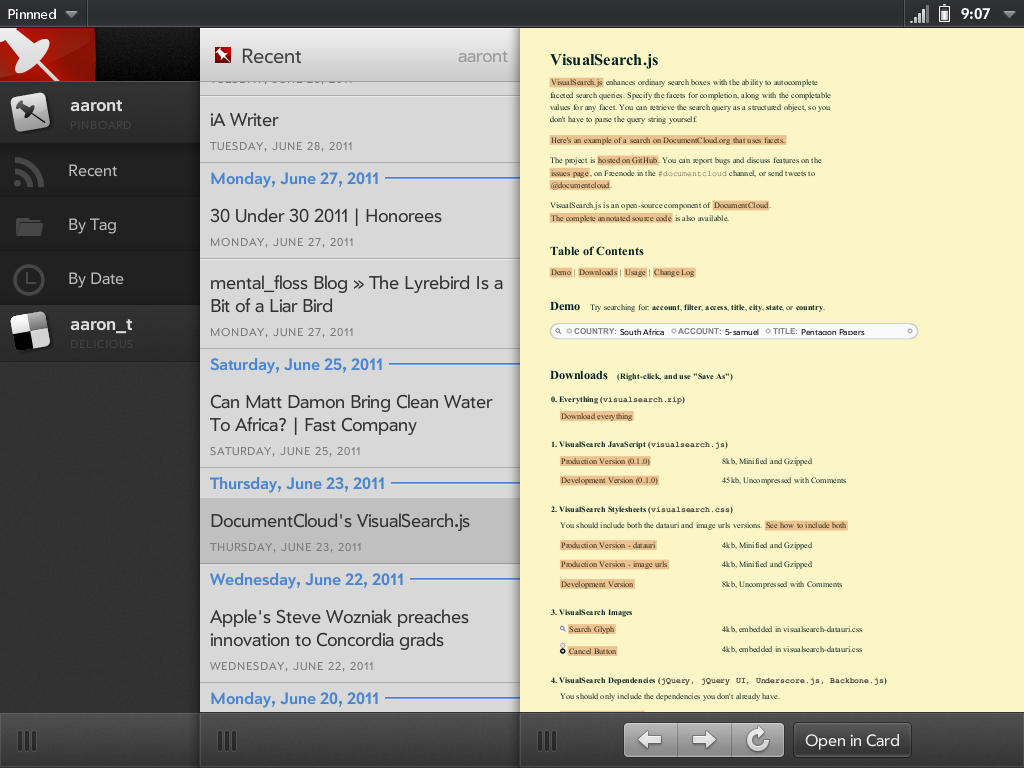 Pinnned
9:07
aaront
PINBOARD
Recent
By Tag
By Date
aaron_t
DELICIOUS
Recent
aaront
iA Writer
TUESDAY, JUNE 28, 2011
Monday, June 27, 2011
30 Under 30 2011 | Honorees
MONDAY, JUNE 27, 2011
mental_floss Blog » The Lyrebird Is a
Bit of a Liar Bird
MONDAY, JUNE 27, 2011
Saturday, June 25, 2011
Can Matt Damon Bring Clean Water
To Africa? | Fast Company
SATURDAY, JUNE 25, 2011
Thursday, June 23, 2011
DocumentCloud's VisualSearch.js
THURSDAY, JUNE 23, 2011
Wednesday, June 22, 2011
Apple's Steve Wozniak preaches
innovation to Concordia grads
WEDNESDAY, JUNE 22, 2011
Monday, June 20, 2011
VisualSearch.js
VisualSearch.js enhances ordinary search boxes with the ability to autocomplete
faceted search queries. Specify the facets for completion, along with the completable
values for any facet. You can retrieve the search query as a structured object, so you
don't have to parse the query string yourself.
Here's an example of a search on DocumentCloud.org that uses facets.
The project is hosted on GitHub. You can report bugs and discuss features on the
issues page, on Freenode in the #documentcloud channel, or send tweets to
@documentcloud.
VisualSearch.js is an open-source component of DocumentCloud.
The complete annotated source code is also available.
Table of Contents
Demo | Downloads | Usage | Change Log
Demo Try searching for: account, filter, access, title, city, state, or country.
COUNTRY: South Africa ACCOUNT: 5-samuel TITLE: Pentagon Papers
Downloads (Right-click, and use "Save As")
0. Everything (visualsearch.zip)
Download everything
1. VisualSearch JavaScript (visualsearch.js)
Production Version (0.1.0) 8kb, Minified and Gzipped
Development Version (0.1.0) 45kb, Uncompressed with Comments
2. VisualSearch Stylesheets (visualsearch.css)
You should include both the datauri and image urls versions. See how to include both
Production Version - datauri 4kb, Minified and Gzipped
Production Version - image urls 4kb, Minified and Gzipped
Development Version 8kb, Uncompressed with Comments
3. VisualSearch Images
Search Glyph 4kb, embedded in visualsearch-datauri.css
Cancel Button 4kb, embedded in visualsearch-datauri.css
4. VisualSearch Dependencies (jQuery, jQuery UI, Underscore.js, Backbone.js)
You should only include the dependencies you don't already have.
Open in Card